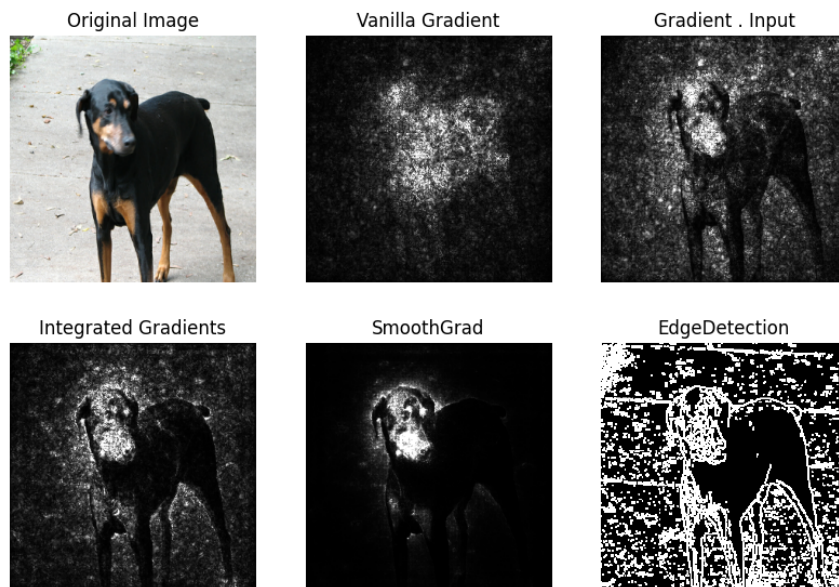 Original Image
Vanilla Gradient
Gradient . Input
Integrated Gradients
SmoothGrad
EdgeDetection